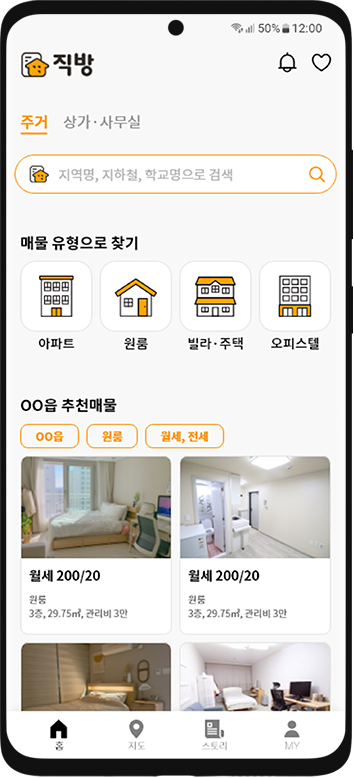 50% 12:00
직방
주거 상가·사무실
지역명, 지하철, 학교명으로 검색
매물 유형으로 찾기
아파트 원룸 빌라·주택 오피스텔
OO읍 추천매물
OO읍 원룸 월세, 전세
월세 200/20 월세 200/20
원룸 원룸
3층, 29.75㎡, 관리비 3만 3층, 29.75㎡, 관리비 3만
홈 지도 스토리 MY